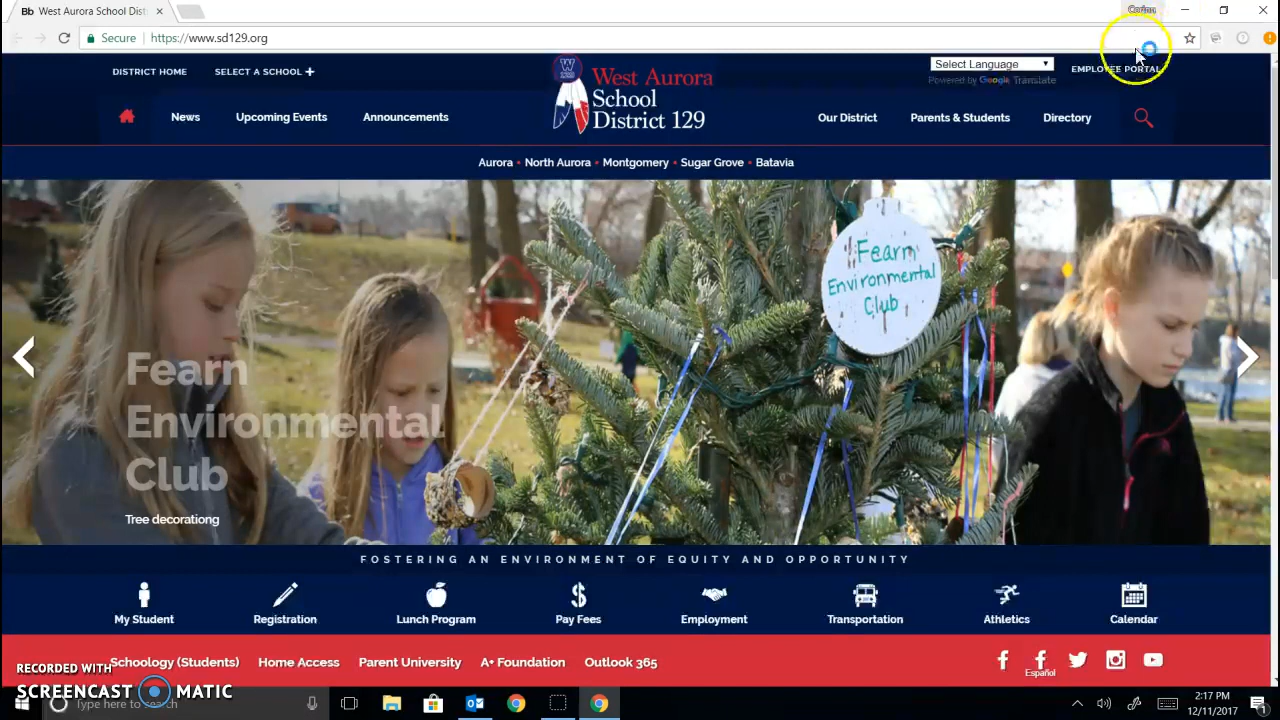 Bb West Aurora School Dist
Corinn
Secure
https://www.sd129.org
DISTRICT HOME
SELECT A SCHOOL +
West Aurora
School
District 129
W
Select Language
Powered by Google Translate
EMPLOYEE PORTAL
News
Upcoming Events
Announcements
Our District
Parents & Students
Directory
Aurora • North Aurora • Montgomery • Sugar Grove • Batavia
Fearn
Environmental
Club
Fearn
Environmental
Club
Tree decorationg
FOSTERING AN ENVIRONMENT OF EQUITY AND OPPORTUNITY
My Student
Registration
Lunch Program
Pay Fees
Employment
Transportation
Athletics
Calendar
Schoology (Students)
Home Access
Parent University
A+ Foundation
Outlook 365
Español
RECORDED WITH
SCREENCAST MATIC
Type here to search
2:17 PM
12/11/2017